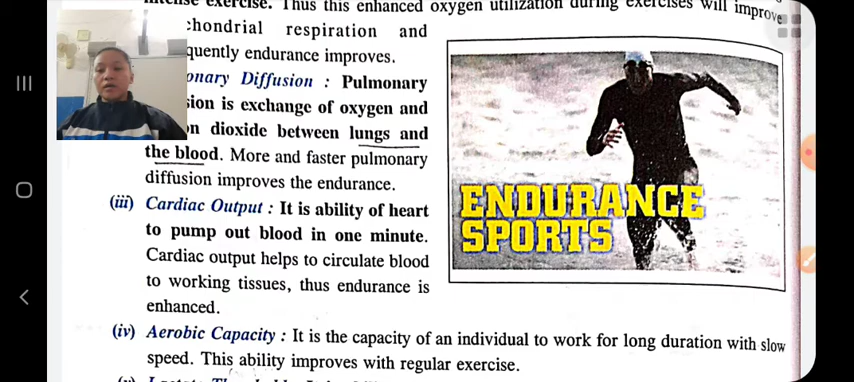 intense exercise. Thus this enhanced oxygen utilization during exercises will improve
chondrial respiration and
quently endurance improves.
onary Diffusion : Pulmonary
sion is exchange of oxygen and
n dioxide between lungs and
the blood. More and faster pulmonary
diffusion improves the endurance.
(iii) Cardiac Output : It is ability of heart
to pump out blood in one minute.
Cardiac output helps to circulate blood
to working tissues, thus endurance is
enhanced.
ENDURANCE
SPORTS
(iv) Aerobic Capacity : It is the capacity of an individual to work for long duration with slow
speed. This ability improves with regular exercise.